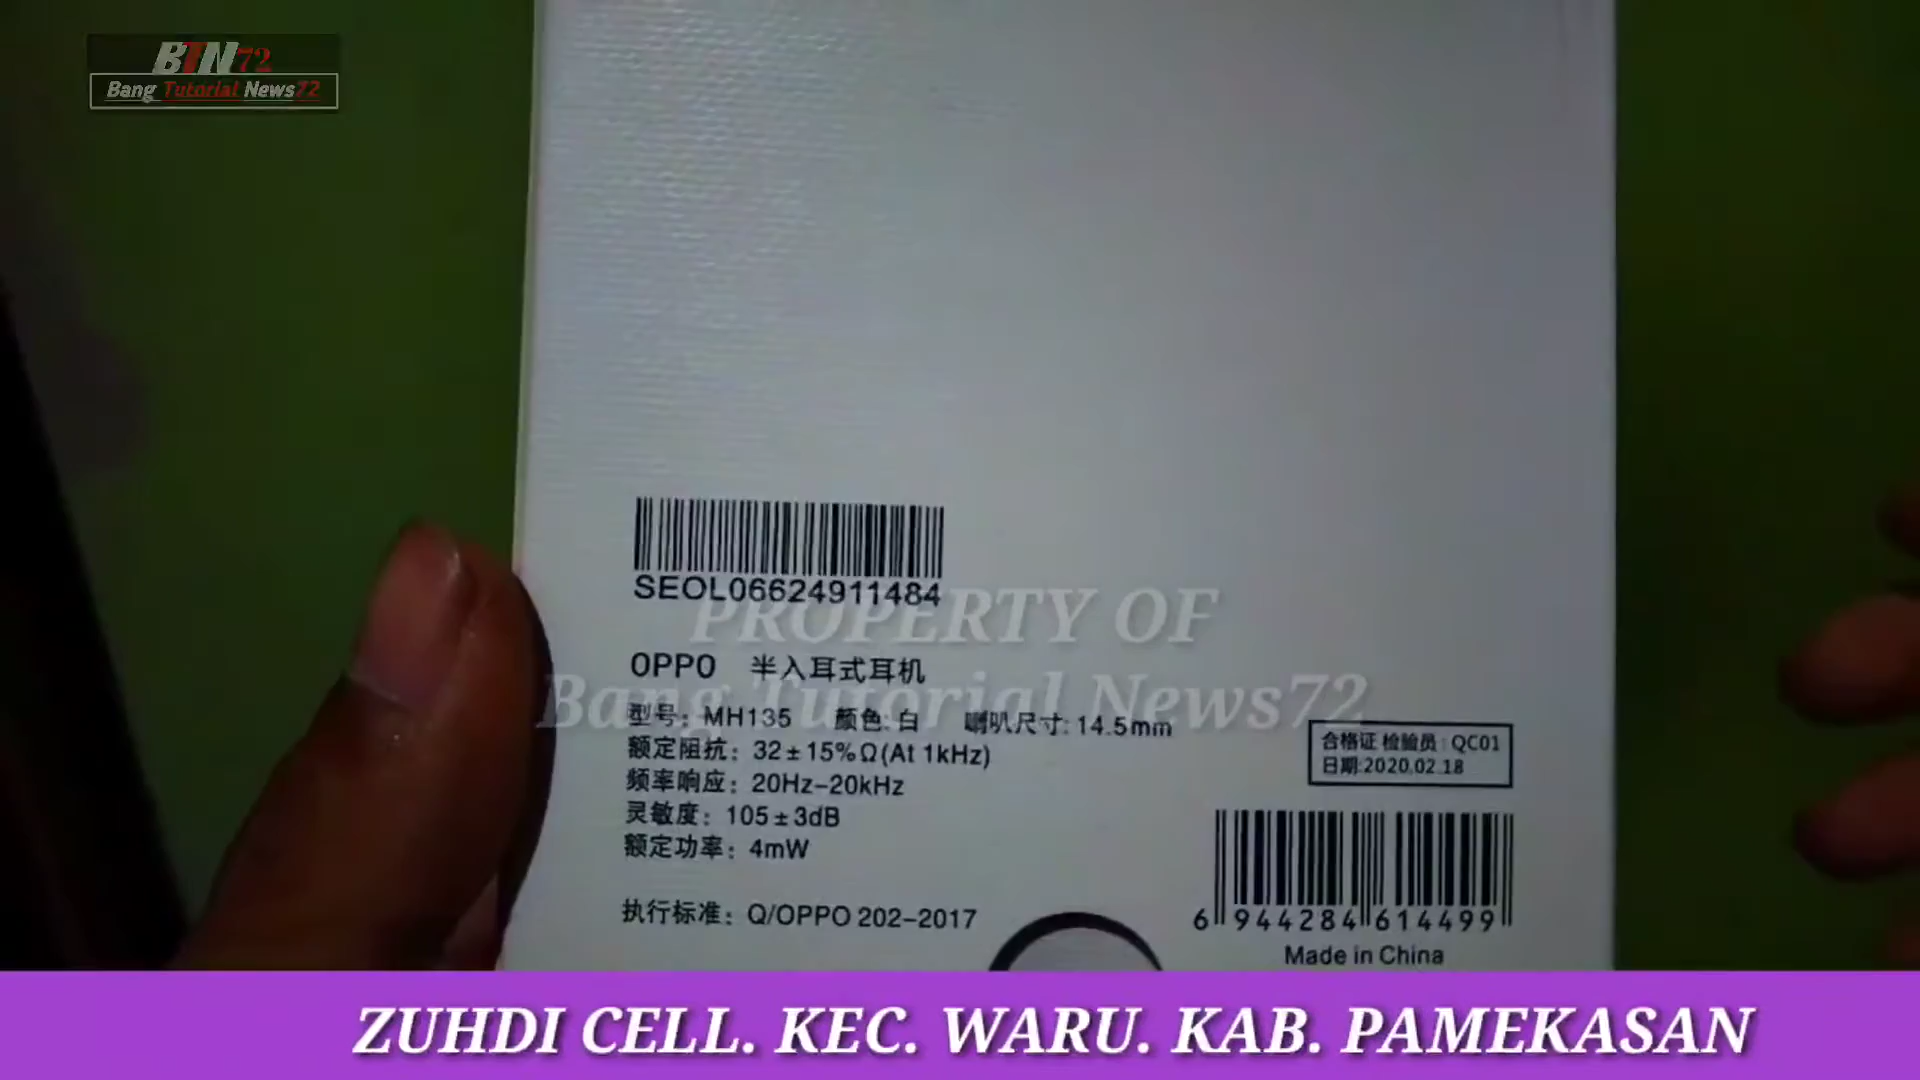 BTN72
Bang Tutorial News72
SEOL06624911484
PROPERTY OF
Bang Tutorial News72
OPPO 半入耳式耳机
型号: MH135 颜色: 白 喇叭尺寸: 14.5mm
额定阻抗: 32±15%Ω(At 1kHz)
频率响应: 20Hz-20kHz
灵敏度: 105±3dB
额定功率: 4mW
执行标准: Q/OPPO 202-2017
合格证 检验员: QC01
日期:2020.02.18
6 944284 614499
Made in China
ZUHDI CELL. KEC. WARU. KAB. PAMEKASAN